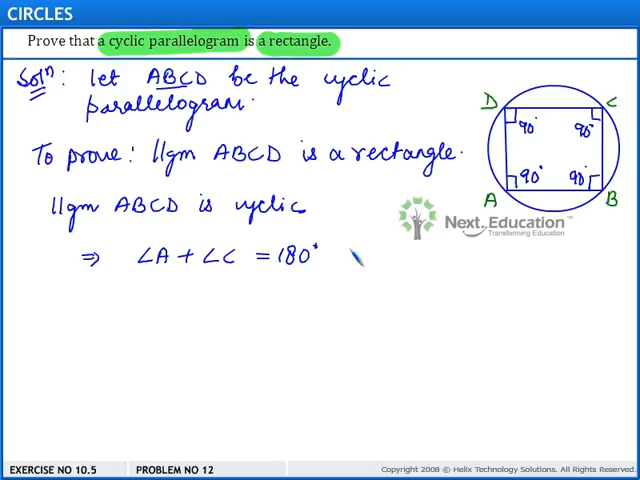 CIRCLES
Prove that a cyclic parallelogram is a rectangle.
Solⁿ : let ABCD be the cyclic
parallelogram.
To prove : ||gm ABCD is a rectangle.
||gm ABCD is cyclic
⇒ ∠A + ∠C = 180°
D C
90° 90°
90° 90°
A B
Next Education
Transforming Education
EXERCISE NO 10.5 PROBLEM NO 12 Copyright 2008 © Helix Technology Solutions. All Rights Reserved.